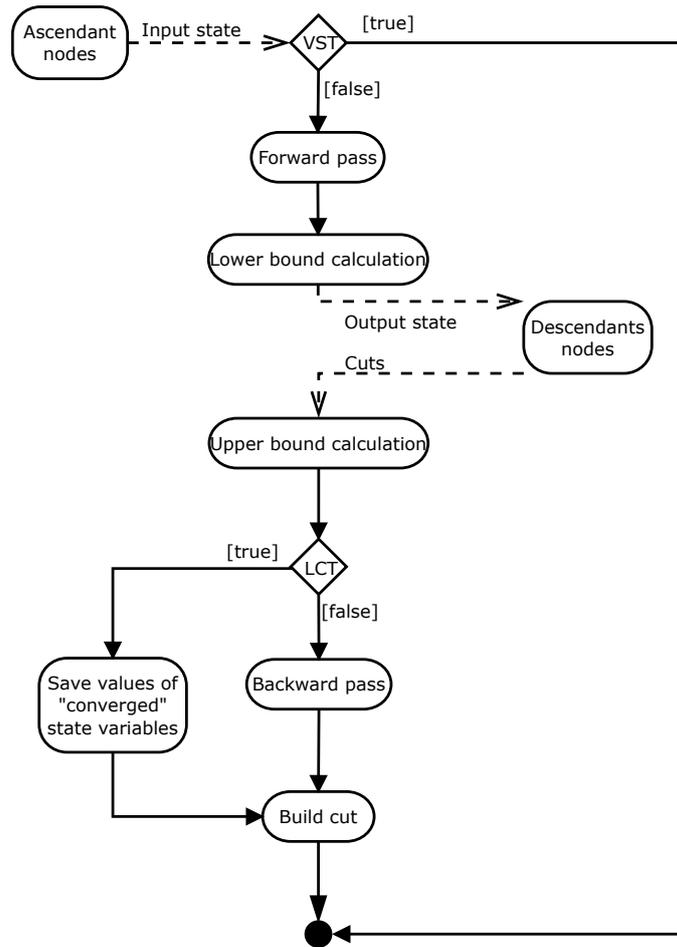 Ascendant
nodes
Input state
VST
[true]
[false]
Forward pass
Lower bound calculation
Output state
Descendants
nodes
Cuts
Upper bound calculation
[true]
LCT
[false]
Save values of
"converged"
state variables
Backward pass
Build cut